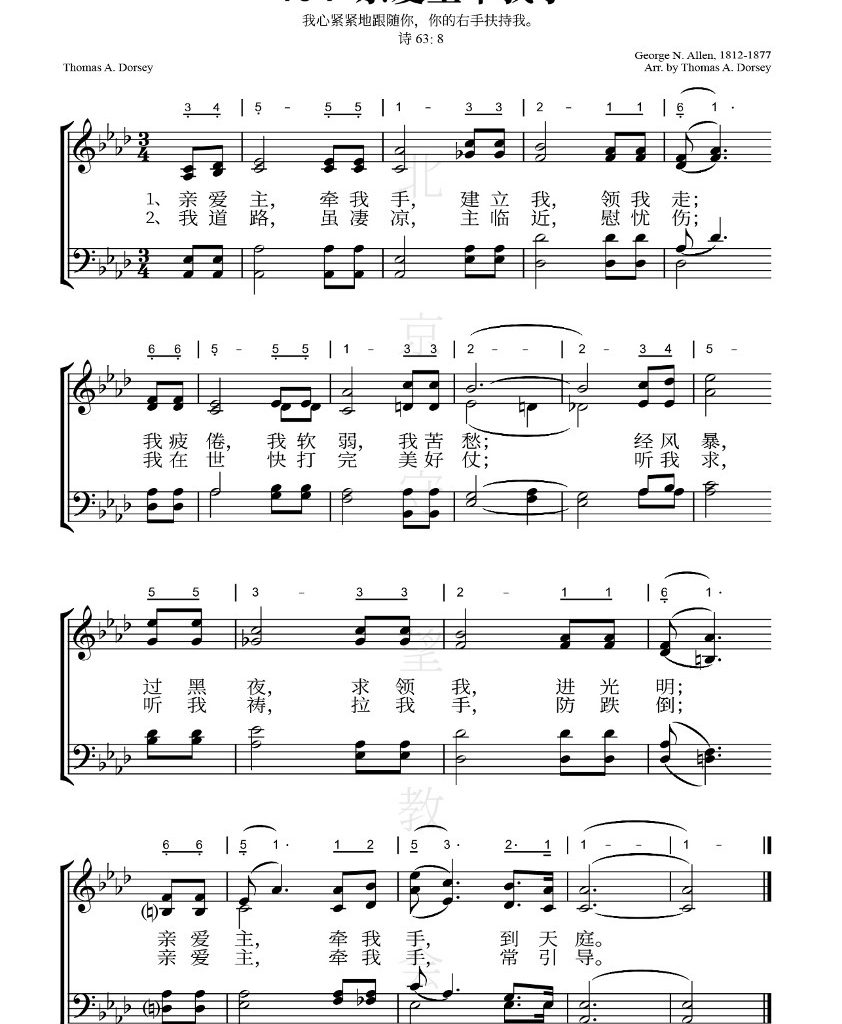 我心紧紧地跟随你，你的右手扶持我。
诗 63: 8
George N. Allen, 1812-1877
Thomas A. Dorsey
Arr. by Thomas A. Dorsey
3 4 | 5 - 5 5 | 1 - 3 3 | 2 - 1 1 | 6 1 ·
1、亲爱主，牵我手，建立我，领我走；
2、我道路，虽凄凉，主临近，慰忧伤；
6 6 | 5 - 5 5 | 1 - 3 3 | 2 - - | 2 - 3 4 | 5 -
我疲倦，我软弱，我苦愁；经风暴，
我在世快打完美好仗；听我求，
5 5 | 3 - 3 3 | 2 - 1 1 | 6 1 ·
过黑夜，求领我，进光明；
听我祷，拉我手，防跌倒；
6 6 | 5 1 · 1 2 | 5 3 · 2 · 1 | 1 - - | 1 -
亲爱主，牵我手，到天庭。
亲爱主，牵我手，常引导。
北京守望教会